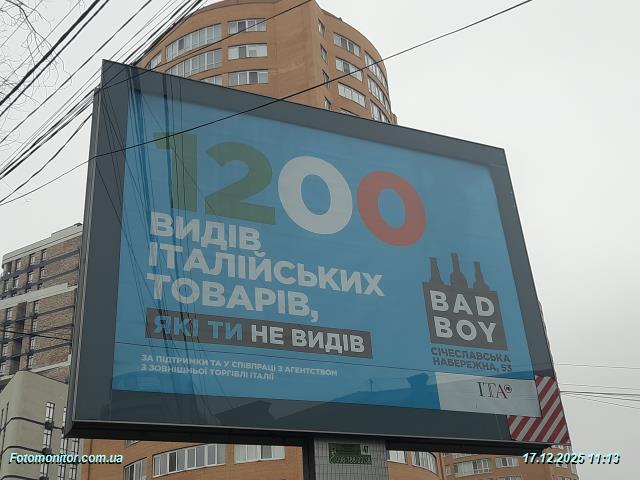 1200
ВИДІВ
ІТАЛІЙСЬКИХ
ТОВАРІВ,
ЯКІ ТИ НЕ ВИДІВ
ЗА ПІДТРИМКИ ТА У СПІВПРАЦІ З АГЕНТСТВОМ
З ЗОВНІШНЬОЇ ТОРГІВЛІ ІТАЛІЇ
BAD
BOY
СІЧЕСЛАВСЬКА
НАБЕРЕЖНА, 53
ITA
Fotomonitor.com.ua
17.12.2025 11:13